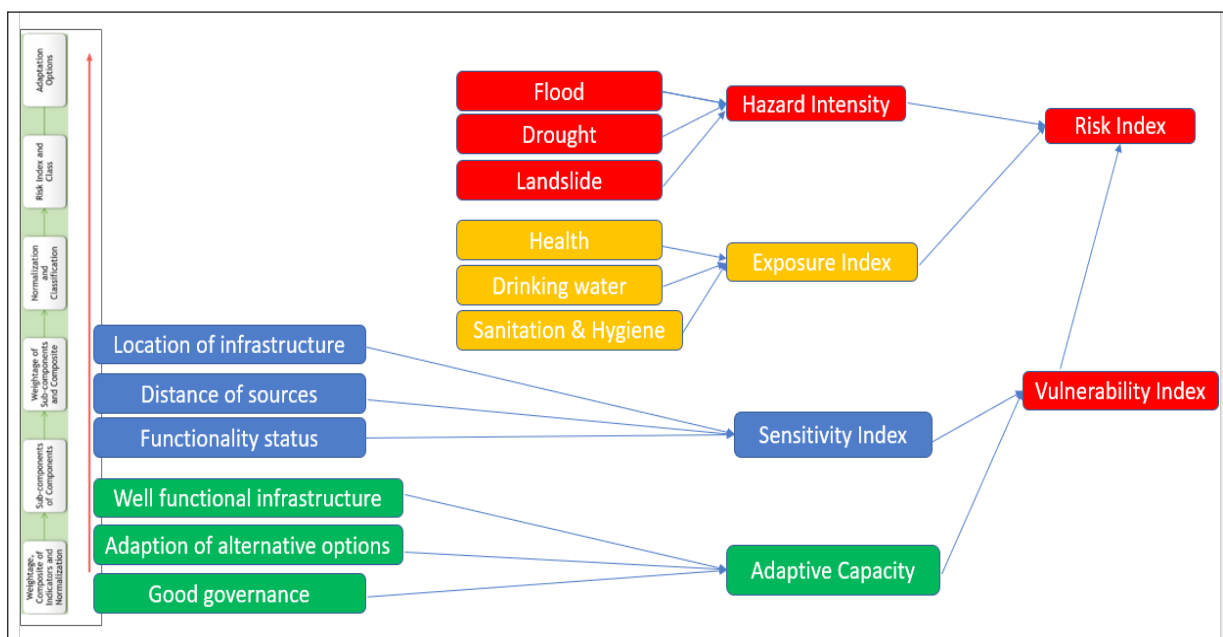 Adaptation
Options
Risk Index and
Class
Normalization
and
Classification
Weightage of
Sub-components
and Composite
Sub-components
of Components
Weightage,
Composite of
Indicators and
Normalization
Flood
Drought
Landslide
Hazard Intensity
Risk Index
Health
Drinking water
Sanitation & Hygiene
Exposure Index
Location of infrastructure
Distance of sources
Functionality status
Sensitivity Index
Vulnerability Index
Well functional infrastructure
Adaption of alternative options
Good governance
Adaptive Capacity